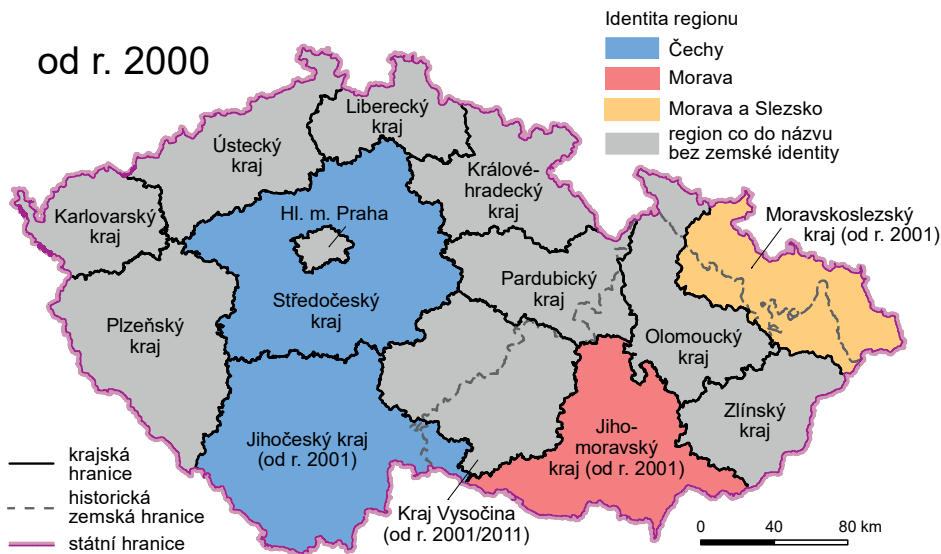 od r. 2000
Identita regionu
Čechy
Morava
Morava a Slezsko
region co do názvu
bez zemské identity
Liberecký
kraj
Ústecký
kraj
Králové-
hradecký
kraj
Karlovarský
kraj
Hl. m. Praha
Moravskoslezský
kraj (od r. 2001)
Pardubický
kraj
Středočeský
kraj
Plzeňský
kraj
Olomoucký
kraj
Zlínský
kraj
Jihočeský kraj
(od r. 2001)
Jiho-
moravský
kraj (od r. 2001)
Kraj Vysočina
(od r. 2001/2011)
krajská
hranice
historická
zemská hranice
státní hranice
0 40 80 km